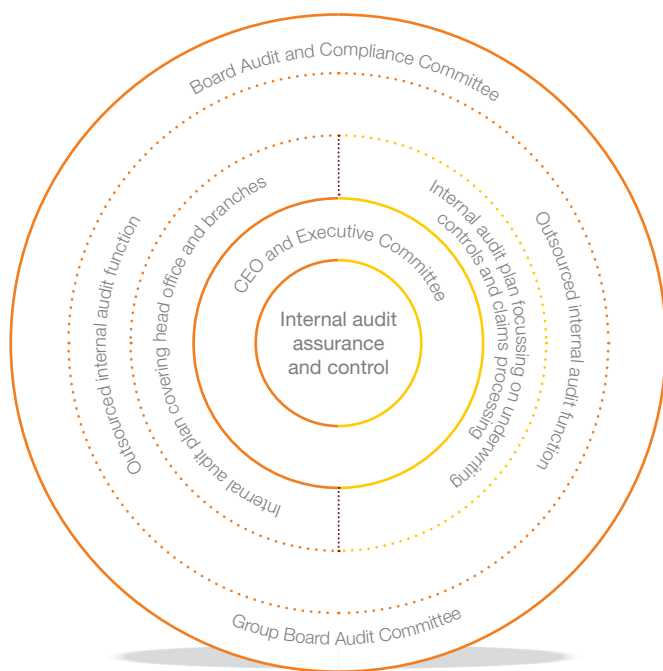 Board Audit and Compliance Committee
Outsourced internal audit function
Internal audit plan covering head office and branches
CEO and Executive Committee
Internal audit
assurance
and control
Internal audit plan focussing on underwriting
controls and claims processing
Outsourced internal audit function
Group Board Audit Committee